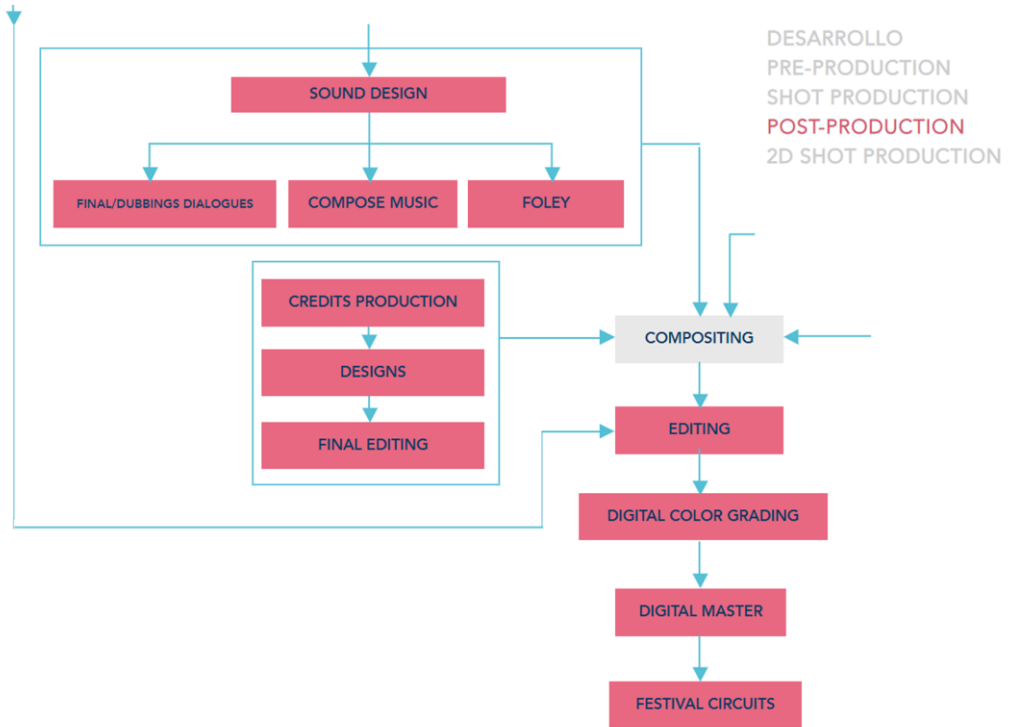 DESARROLLO
PRE-PRODUCTION
SHOT PRODUCTION
POST-PRODUCTION
2D SHOT PRODUCTION
SOUND DESIGN
FINAL/DUBBINGS DIALOGUES
COMPOSE MUSIC
FOLEY
CREDITS PRODUCTION
DESIGNS
FINAL EDITING
COMPOSITING
EDITING
DIGITAL COLOR GRADING
DIGITAL MASTER
FESTIVAL CIRCUITS